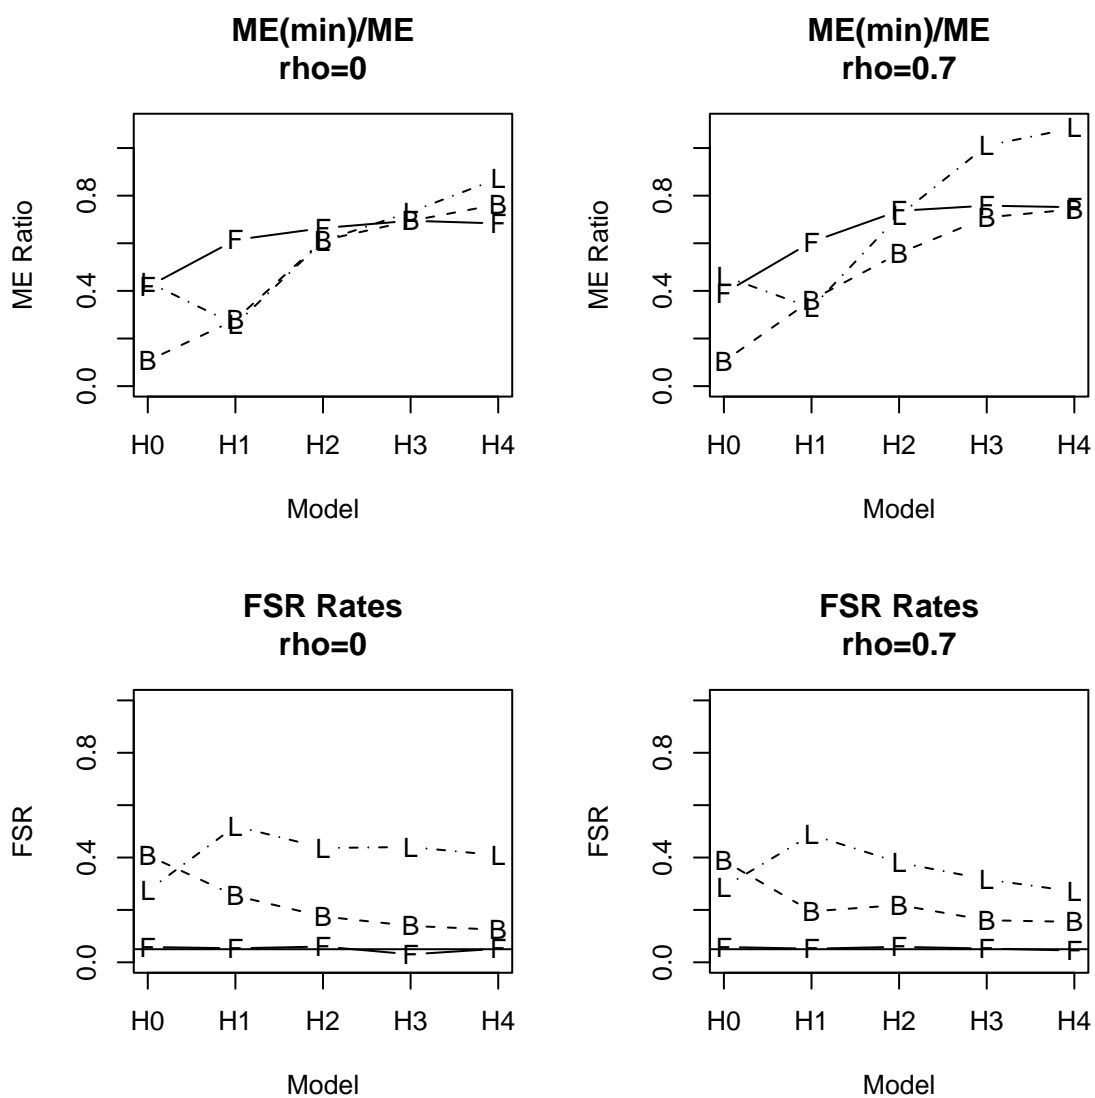 ME(min)/ME
rho=0
ME Ratio
0.8
0.4
0.0
F F F F F
B B B B B
L L L L L
H0 H1 H2 H3 H4
Model
ME(min)/ME
rho=0.7
ME Ratio
0.8
0.4
0.0
F F F F F
B B B B B
L L L L L
H0 H1 H2 H3 H4
Model
FSR Rates
rho=0
FSR
0.8
0.4
0.0
L L L L L
B B B B B
F F F F F
H0 H1 H2 H3 H4
Model
FSR Rates
rho=0.7
FSR
0.8
0.4
0.0
L L L L L
B B B B B
F F F F F
H0 H1 H2 H3 H4
Model